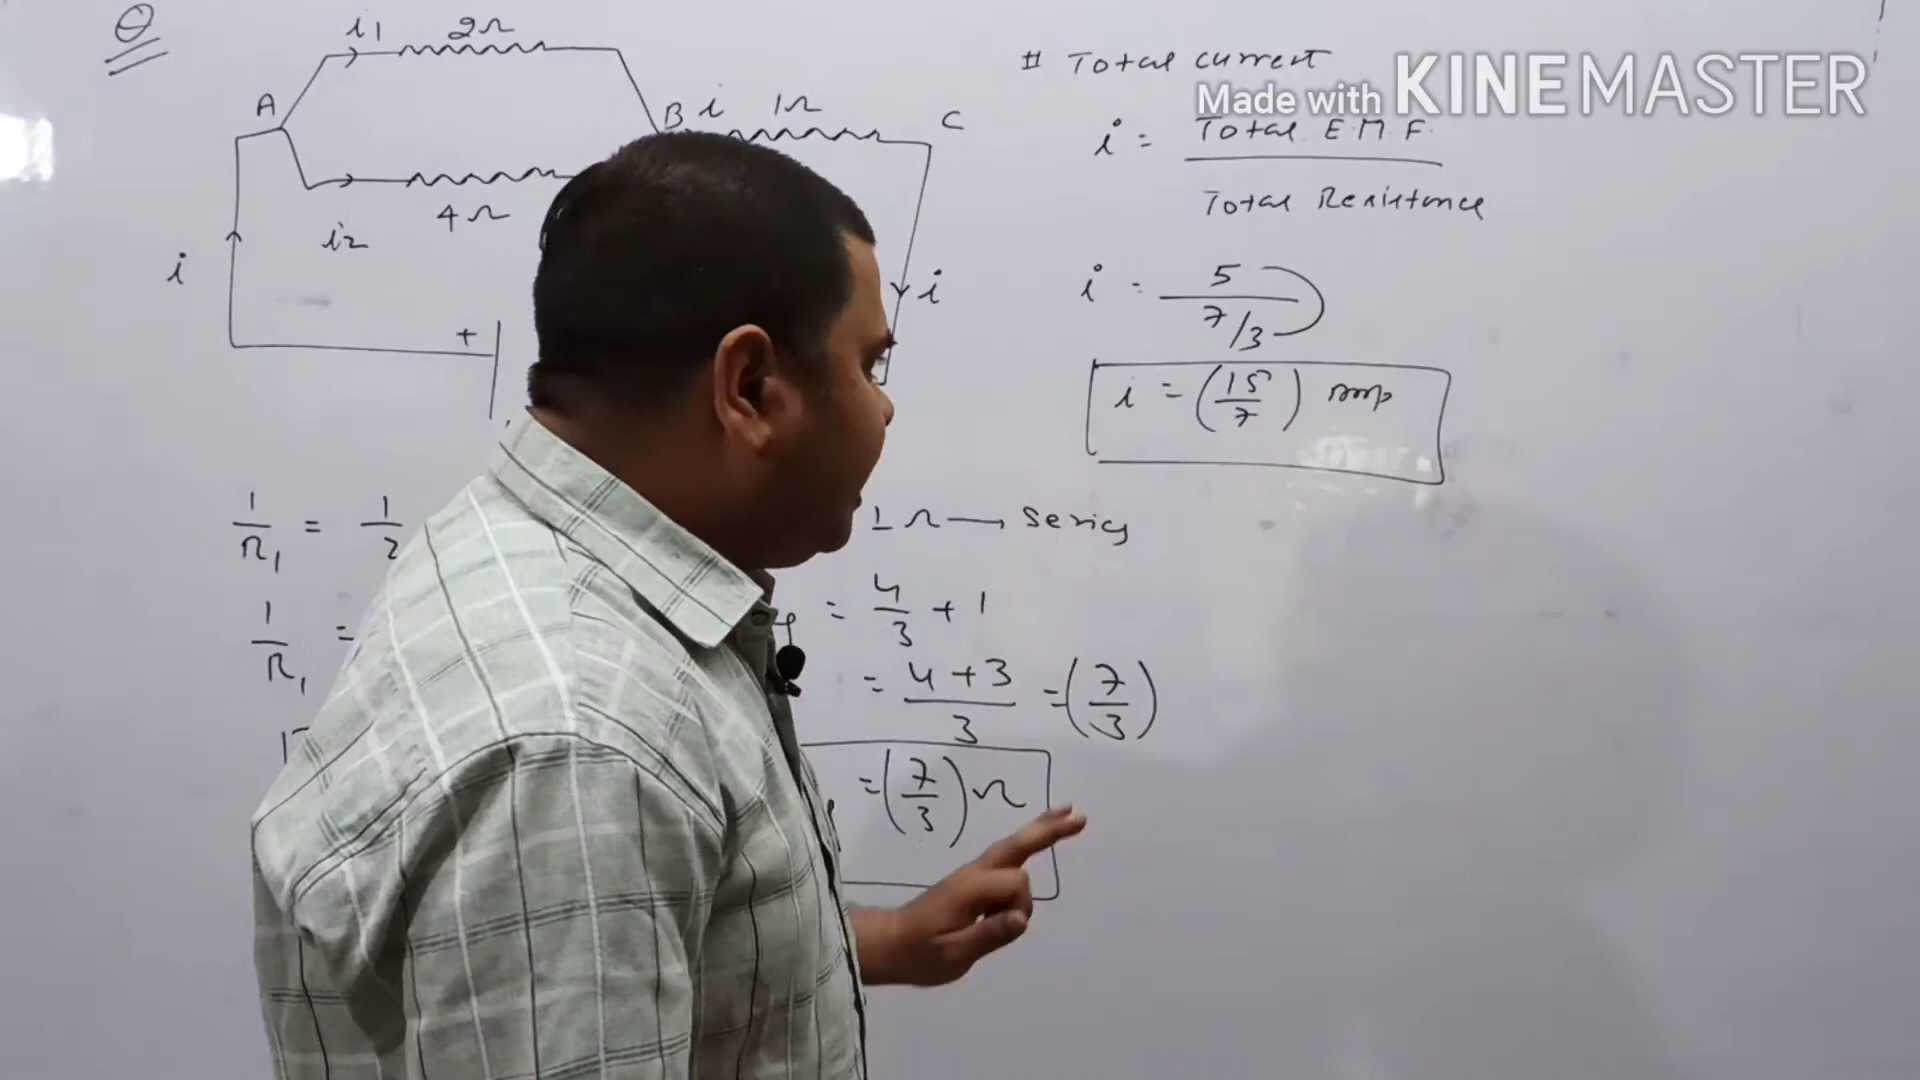 Q
i1 2Ω
A
B i 1Ω C
4Ω
i2
i
i
+
# Total current
Made with KINEMASTER
i = Total E.M.F.
Total Resistance
i = 5
7/3
i = (15/7) amp
1/R1 = 1/2
1/R1 =
1Ω → Series
= 4/3 + 1
= 4+3/3 = (7/3)
= (7/3) Ω